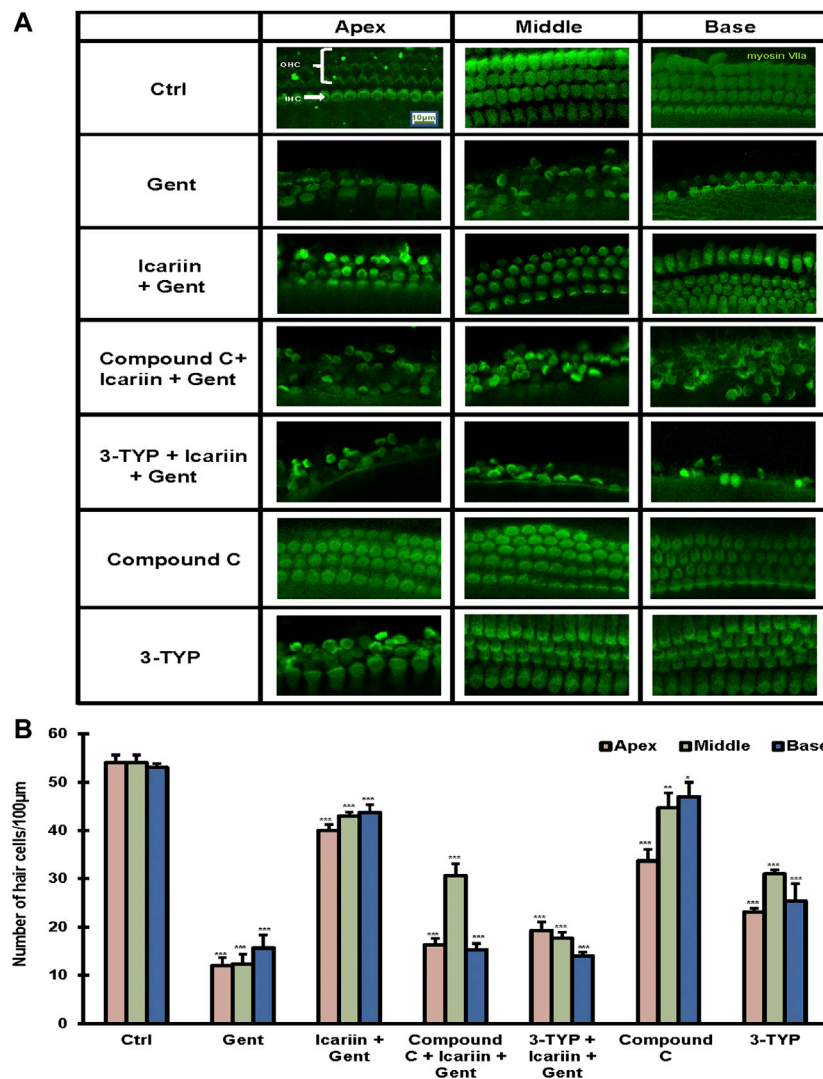 A
Apex Middle Base
Ctrl
OHC
IHC
10μm
myosin VIIa
Gent
Icariin
+ Gent
Compound C+
Icariin + Gent
3-TYP + Icariin
+ Gent
Compound C
3-TYP
B
Number of hair cells/100μm
60
50
40
30
20
10
0
Apex Middle Base
*** *** ***
*** *** ***
*** *** ***
*** *** ***
*** ** *
*** *** ***
Ctrl Gent Icariin + Compound 3-TYP + Compound 3-TYP
Gent C + Icariin + Icariin + C
Gent Gent